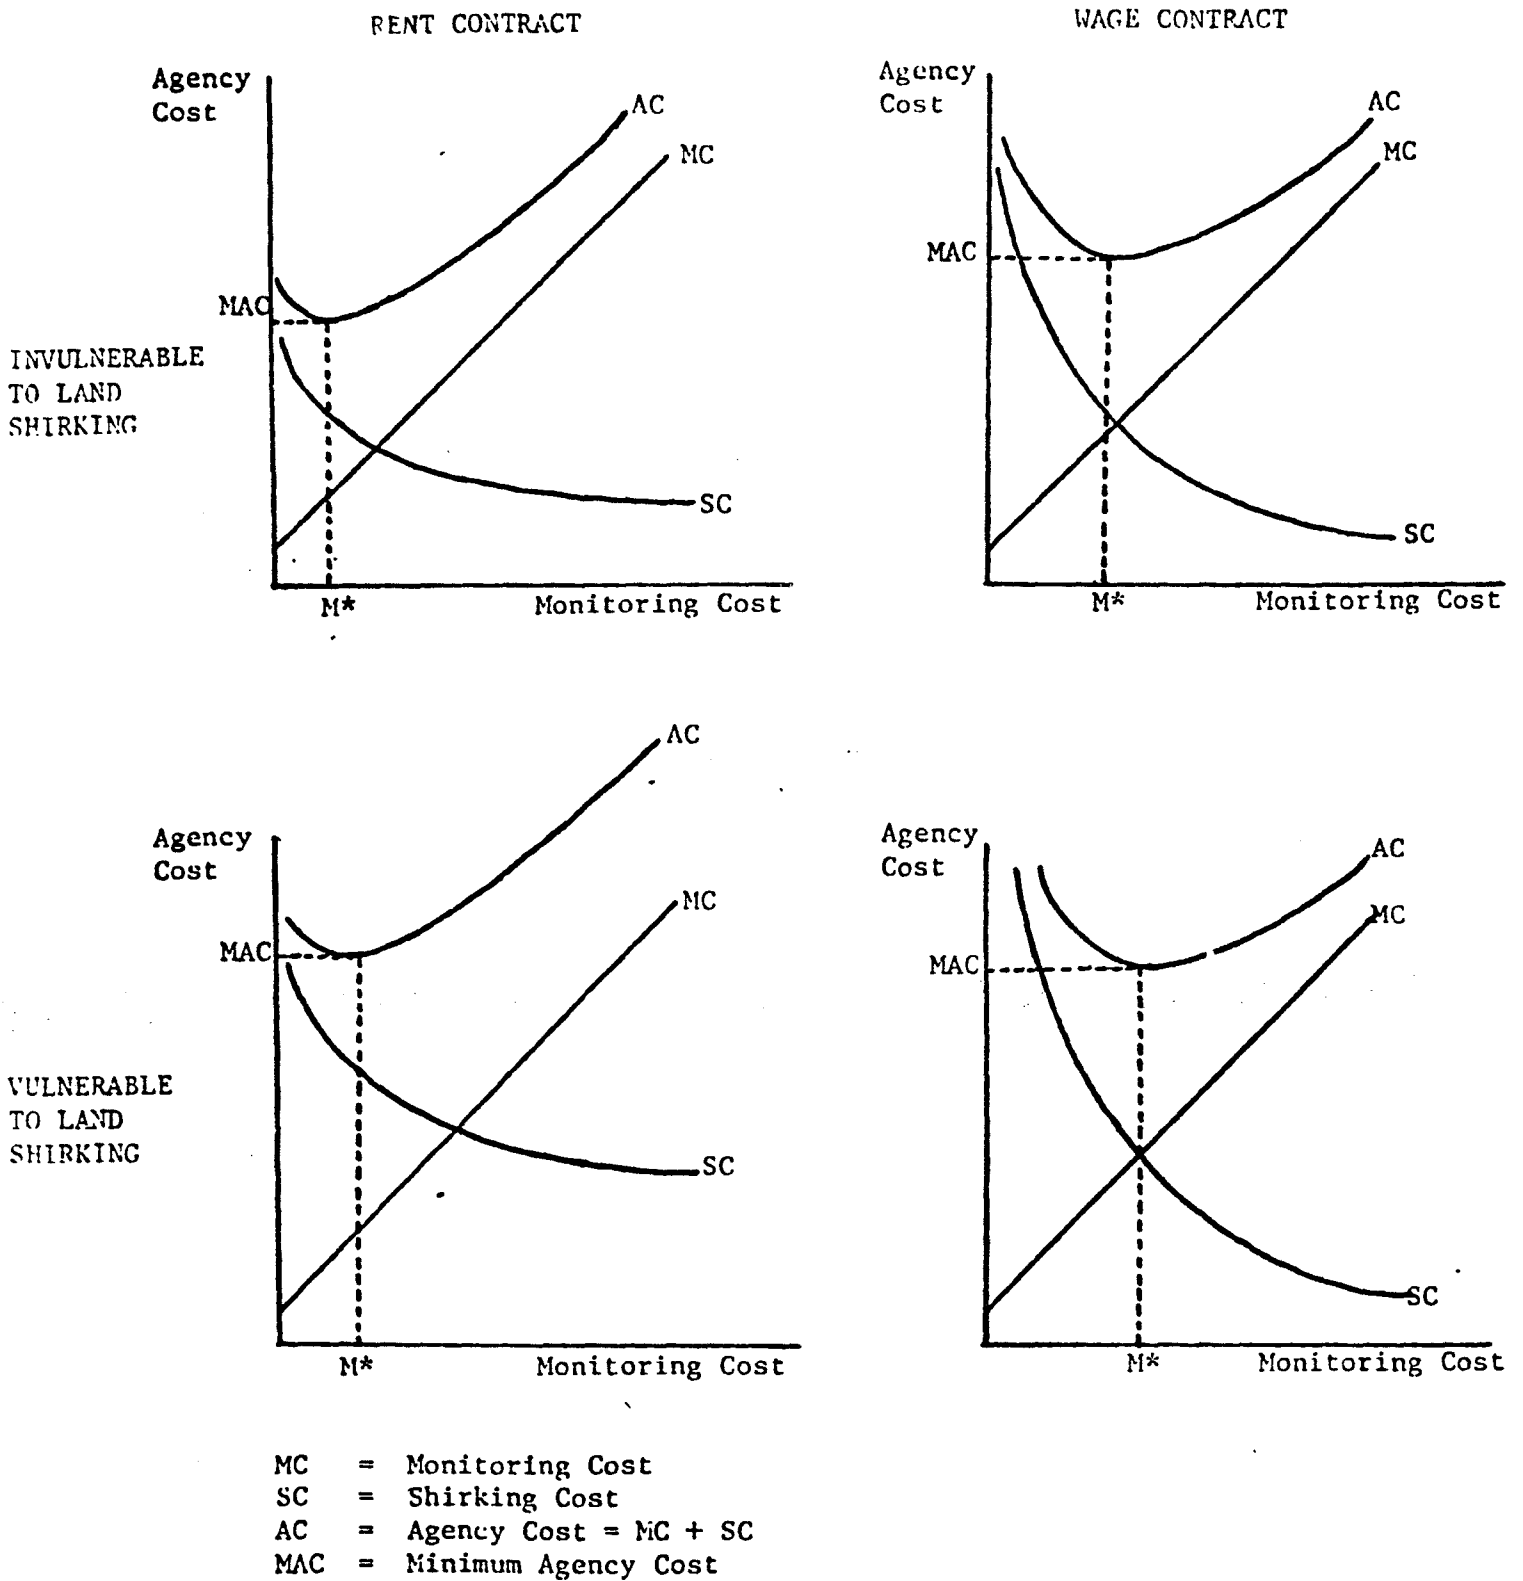 RENT CONTRACT
WAGE CONTRACT
Agency
Cost
AC
MC
MAC
SC
M*
Monitoring Cost
Agency
Cost
AC
MC
MAC
SC
M*
Monitoring Cost
INVULNERABLE
TO LAND
SHIRKING
Agency
Cost
AC
MC
MAC
SC
M*
Monitoring Cost
Agency
Cost
AC
MC
MAC
SC
M*
Monitoring Cost
VULNERABLE
TO LAND
SHIRKING
MC = Monitoring Cost
SC = Shirking Cost
AC = Agency Cost = MC + SC
MAC = Minimum Agency Cost